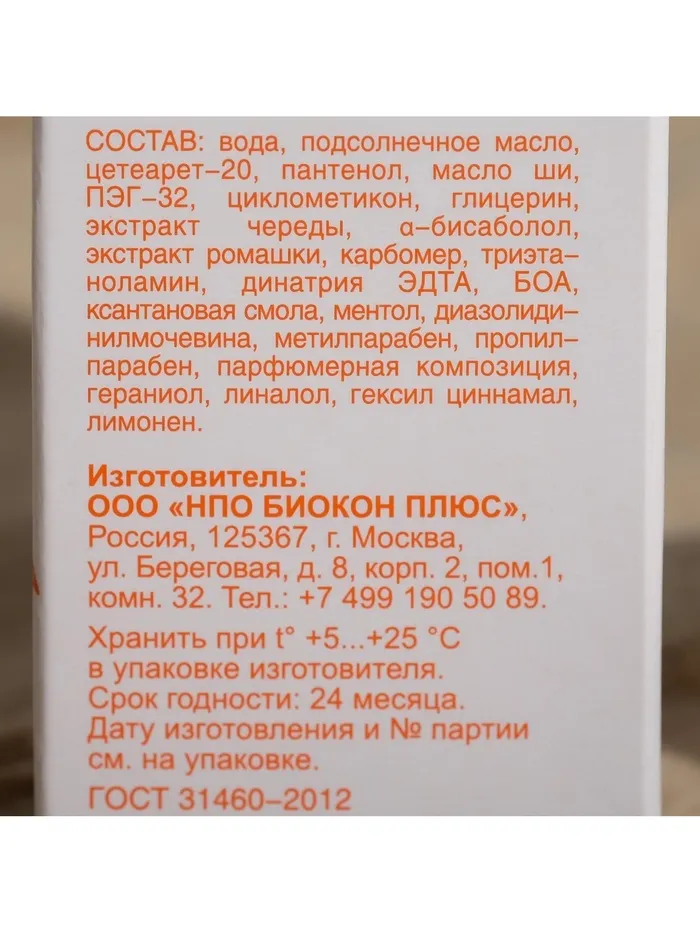 СОСТАВ: вода, подсолнечное масло,
цетеарет–20, пантенол, масло ши,
ПЭГ–32, циклометикон, глицерин,
экстракт череды, α–бисаболол,
экстракт ромашки, карбомер, триэта–
ноламин, динатрия ЭДТА, БОА,
ксантановая смола, ментол, диазолиди–
нилмочевина, метилпарабен, пропил–
парабен, парфюмерная композиция,
гераниол, линалол, гексил циннамал,
лимонен.
Изготовитель:
ООО «НПО БИОКОН ПЛЮС»,
Россия, 125367, г. Москва,
ул. Береговая, д. 8, корп. 2, пом.1,
комн. 32. Тел.: +7 499 190 50 89.
Хранить при t° +5...+25 °С
в упаковке изготовителя.
Срок годности: 24 месяца.
Дату изготовления и № партии
см. на упаковке.
ГОСТ 31460–2012